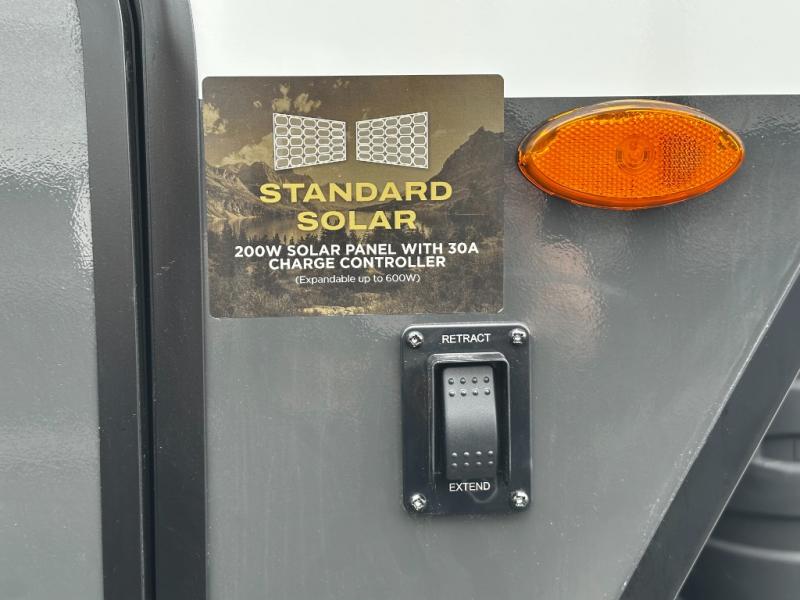 STANDARD
SOLAR
200W SOLAR PANEL WITH 30A
CHARGE CONTROLLER
(Expandable up to 600W)
RETRACT
EXTEND